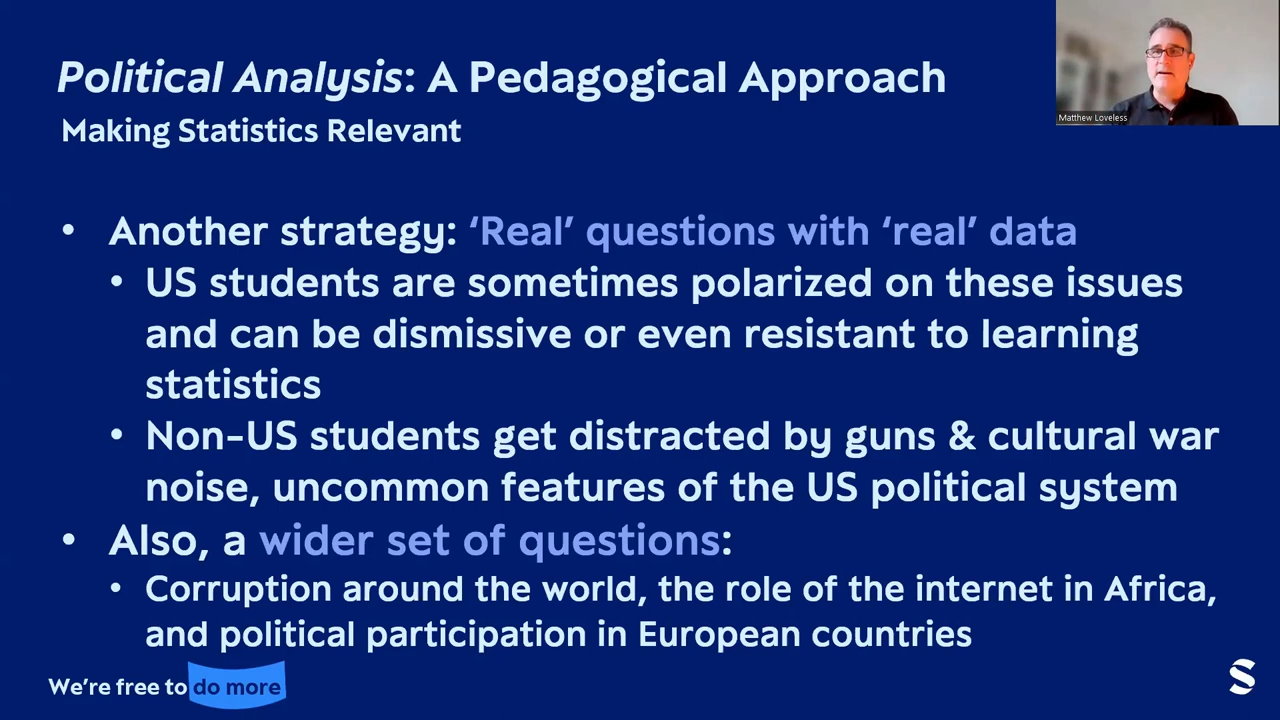 Political Analysis: A Pedagogical Approach
Making Statistics Relevant
Matthew Loveless
• Another strategy: ‘Real’ questions with ‘real’ data
• US students are sometimes polarized on these issues
and can be dismissive or even resistant to learning
statistics
• Non-US students get distracted by guns & cultural war
noise, uncommon features of the US political system
• Also, a wider set of questions:
• Corruption around the world, the role of the internet in Africa,
and political participation in European countries
We’re free to do more
S